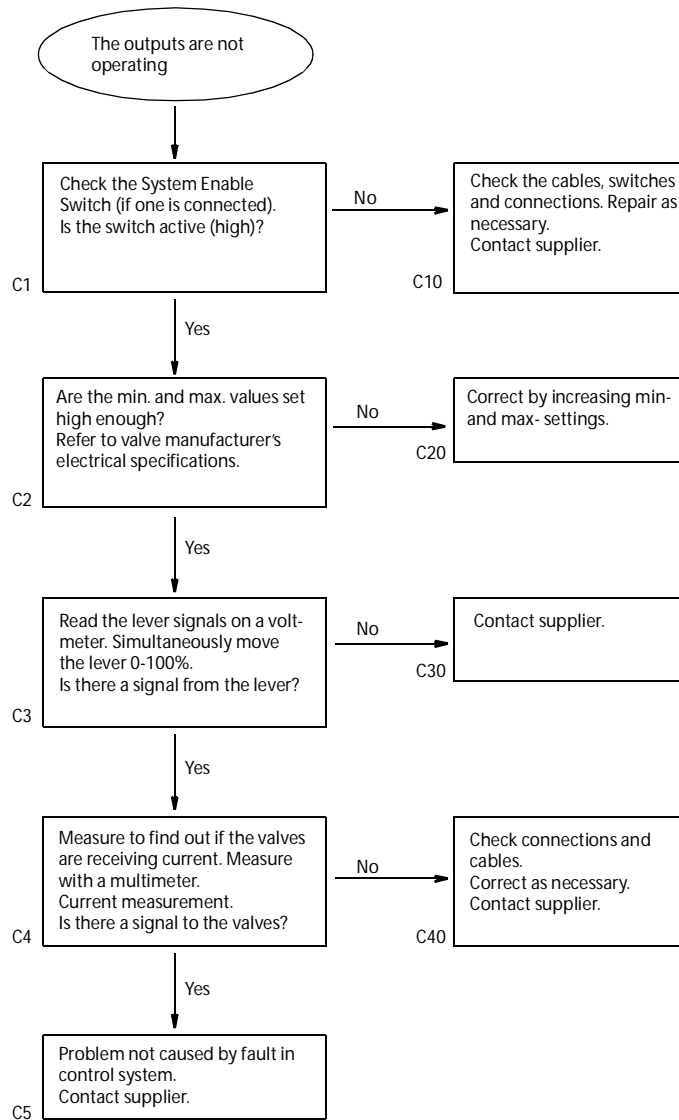 The outputs are not
operating
Check the System Enable
Switch (if one is connected).
Is the switch active (high)?
C1
No
Check the cables, switches
and connections. Repair as
necessary.
Contact supplier.
C10
Yes
Are the min. and max. values set
high enough?
Refer to valve manufacturer's
electrical specifications.
C2
No
Correct by increasing min-
and max- settings.
C20
Yes
Read the lever signals on a volt-
meter. Simultaneously move
the lever 0-100%.
Is there a signal from the lever?
C3
No
Contact supplier.
C30
Yes
Measure to find out if the valves
are receiving current. Measure
with a multimeter.
Current measurement.
Is there a signal to the valves?
C4
No
Check connections and
cables.
Correct as necessary.
Contact supplier.
C40
Yes
Problem not caused by fault in
control system.
Contact supplier.
C5